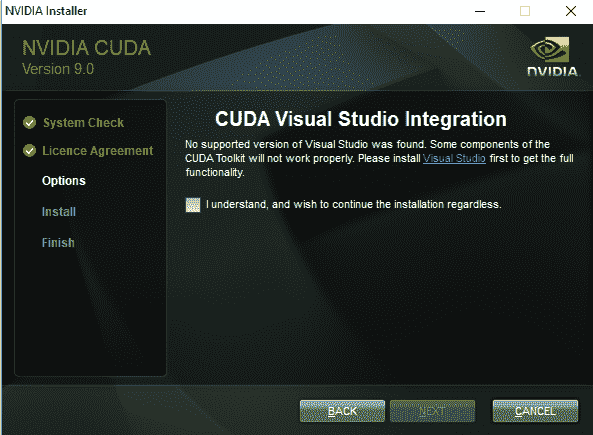 NVIDIA Installer
NVIDIA CUDA
Version 9.0
NVIDIA.
System Check
Licence Agreement
Options
Install
Finish
CUDA Visual Studio Integration
No supported version of Visual Studio was found. Some components of the
CUDA Toolkit will not work properly. Please install Visual Studio first to get the full
functionality.
I understand, and wish to continue the installation regardless.
BACK
NEXT
CANCEL